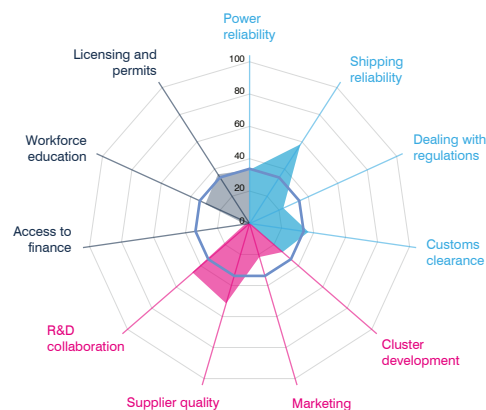 Power
reliability
Licensing and
permits
Shipping
reliability
100
80
60
40
20
0
Workforce
education
Dealing with
regulations
Access to
finance
Customs
clearance
R&D
collaboration
Cluster
development
Supplier quality
Marketing